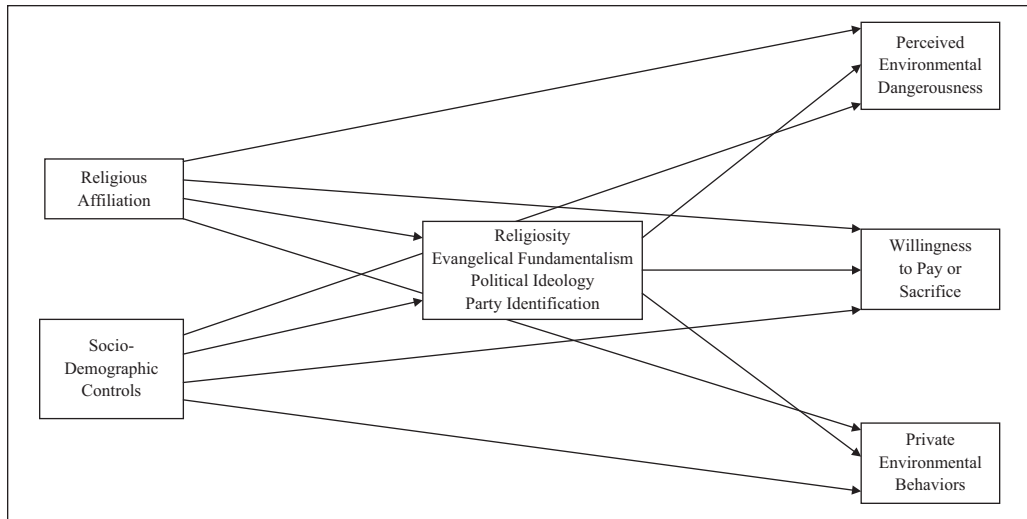 Perceived
Environmental
Dangerousness
Religious
Affiliation
Religiosity
Evangelical Fundamentalism
Political Ideology
Party Identification
Willingness
to Pay or
Sacrifice
Socio-
Demographic
Controls
Private
Environmental
Behaviors